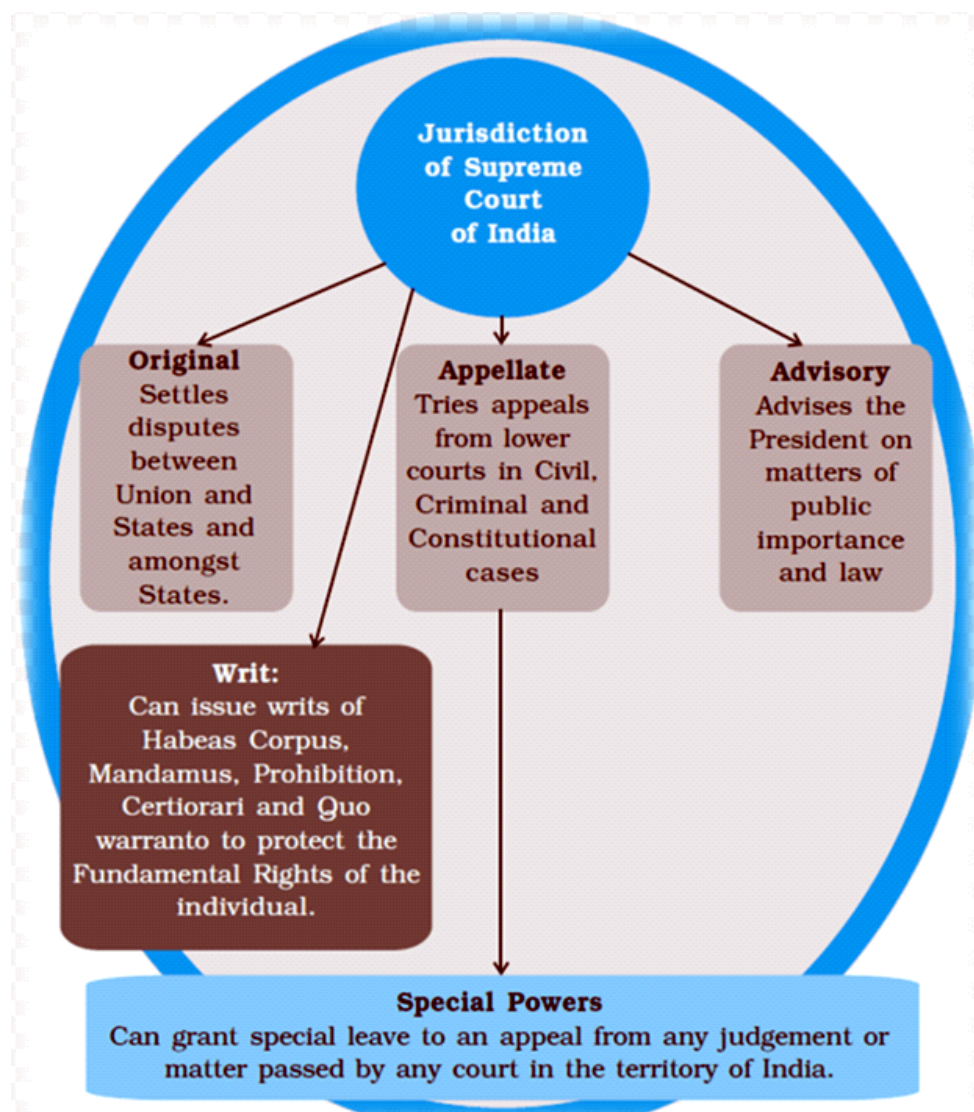 Jurisdiction
of Supreme
Court
of India
Original
Settles
disputes
between
Union and
States and
amongst
States.
Appellate
Tries appeals
from lower
courts in Civil,
Criminal and
Constitutional
cases
Advisory
Advises the
President on
matters of
public
importance
and law
Writ:
Can issue writs of
Habeas Corpus,
Mandamus, Prohibition,
Certiorari and Quo
warranto to protect the
Fundamental Rights of the
individual.
Special Powers
Can grant special leave to an appeal from any judgement or
matter passed by any court in the territory of India.